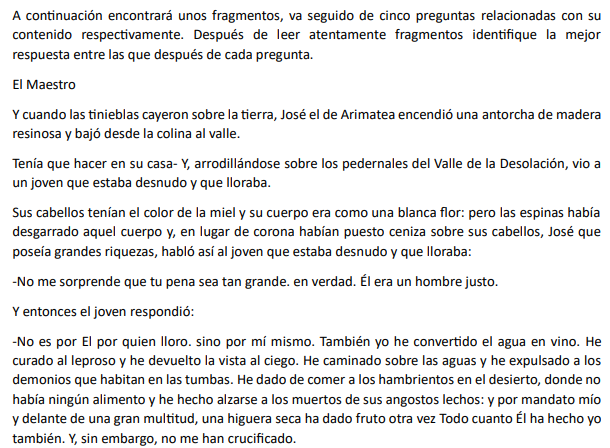 A continuación encontrará unos fragmentos, va seguido de cinco preguntas relacionadas con su
contenido respectivamente. Después de leer atentamente fragmentos identifique la mejor
respuesta entre las que después de cada pregunta.
El Maestro
Y cuando las tinieblas cayeron sobre la tierra, José el de Arimatea encendió una antorcha de madera
resinosa y bajó desde la colina al valle.
Tenía que hacer en su casa- Y, arrodillándose sobre los pedernales del Valle de la Desolación, vio a
un joven que estaba desnudo y que lloraba.
Sus cabellos tenían el color de la miel y su cuerpo era como una blanca flor: pero las espinas había
desgarrado aquel cuerpo y, en lugar de corona habían puesto ceniza sobre sus cabellos, José que
poseía grandes riquezas, habló así al joven que estaba desnudo y que lloraba:
-No me sorprende que tu pena sea tan grande. en verdad. Él era un hombre justo.
Y entonces el joven respondió:
-No es por El por quien lloro. sino por mí mismo. También yo he convertido el agua en vino. He
curado al leproso y he devuelto la vista al ciego. He caminado sobre las aguas y he expulsado a los
demonios que habitan en las tumbas. He dado de comer a los hambrientos en el desierto, donde no
había ningún alimento y he hecho alzarse a los muertos de sus angostos lechos: y por mandato mío
y delante de una gran multitud, una higuera seca ha dado fruto otra vez Todo cuanto Él ha hecho yo
también. Y, sin embargo, no me han crucificado.